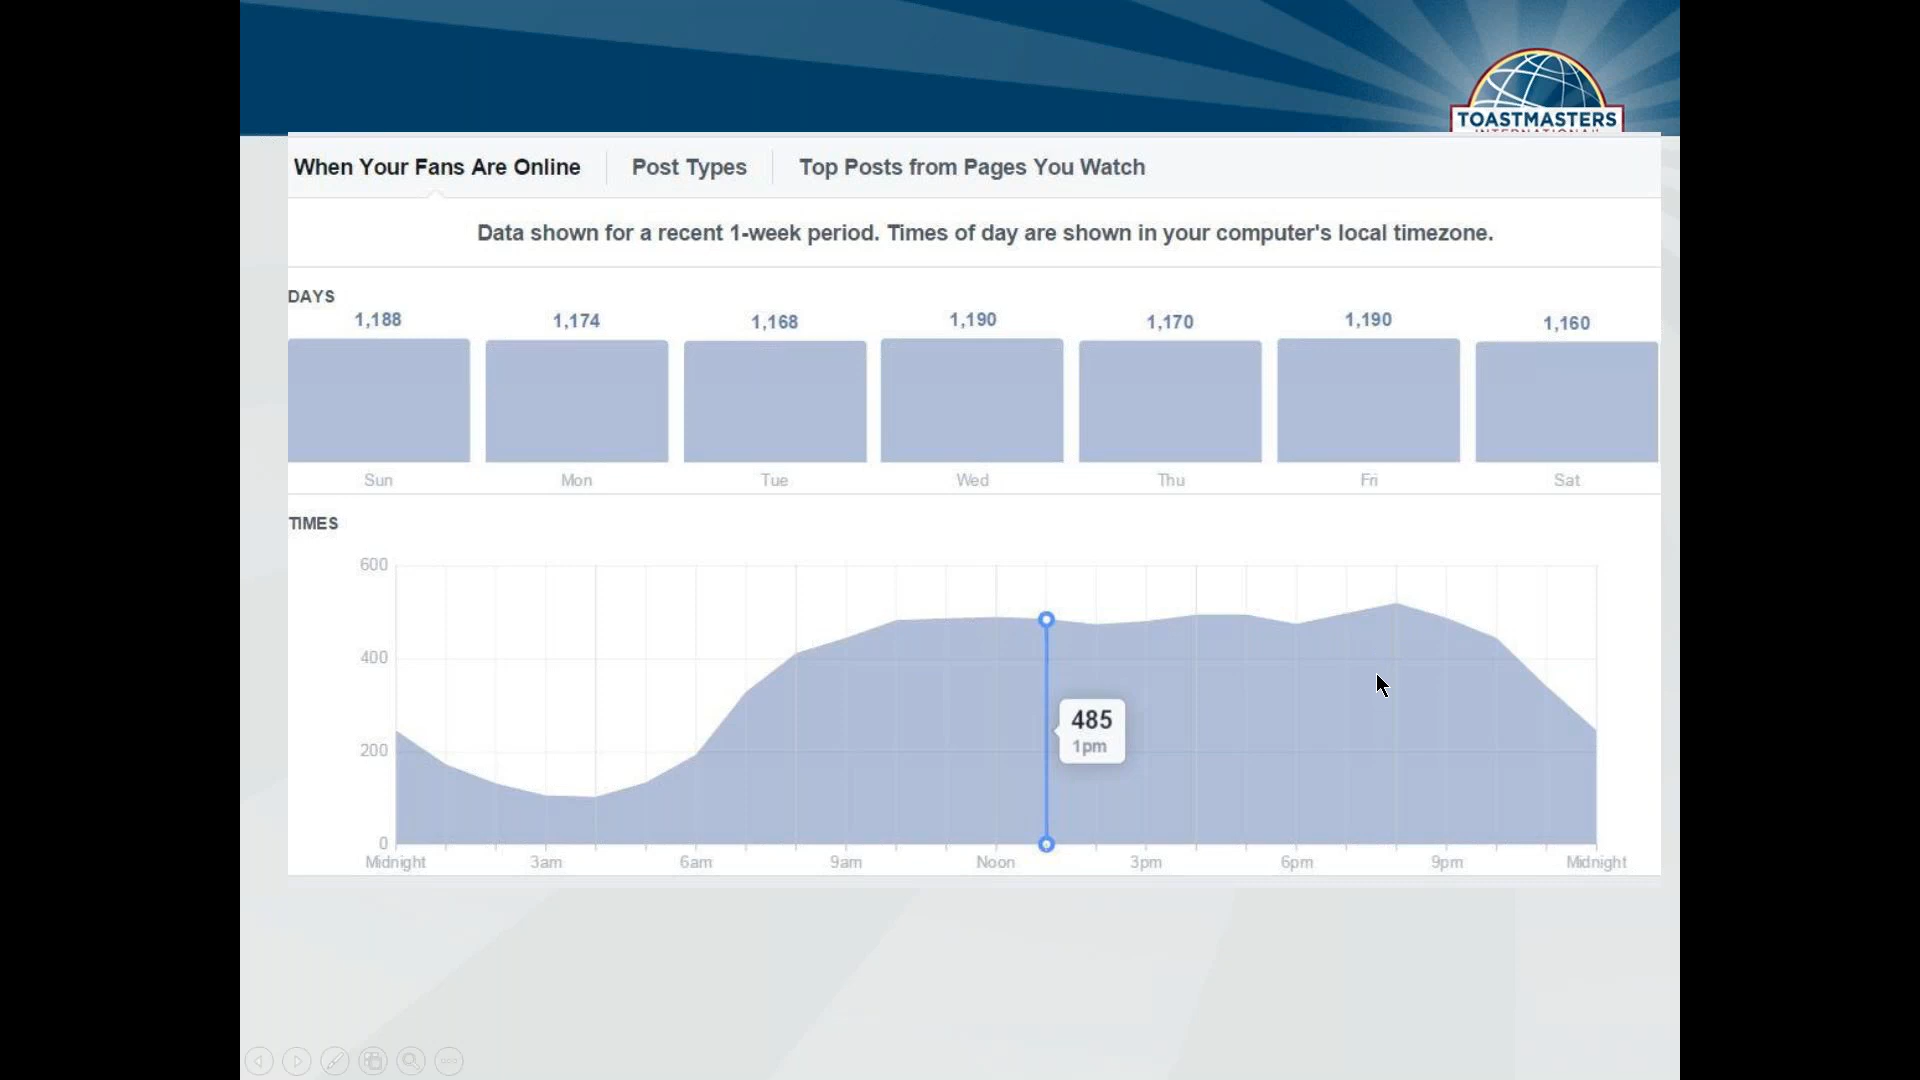 TOASTMASTERS
INTERNATIONAL
When Your Fans Are Online
Post Types
Top Posts from Pages You Watch
Data shown for a recent 1-week period. Times of day are shown in your computer's local timezone.
DAYS
1,188 1,174 1,168 1,190 1,170 1,190 1,160
Sun Mon Tue Wed Thu Fri Sat
TIMES
600
400
200
0
485
1pm
Midnight 3am 6am 9am Noon 3pm 6pm 9pm Midnight